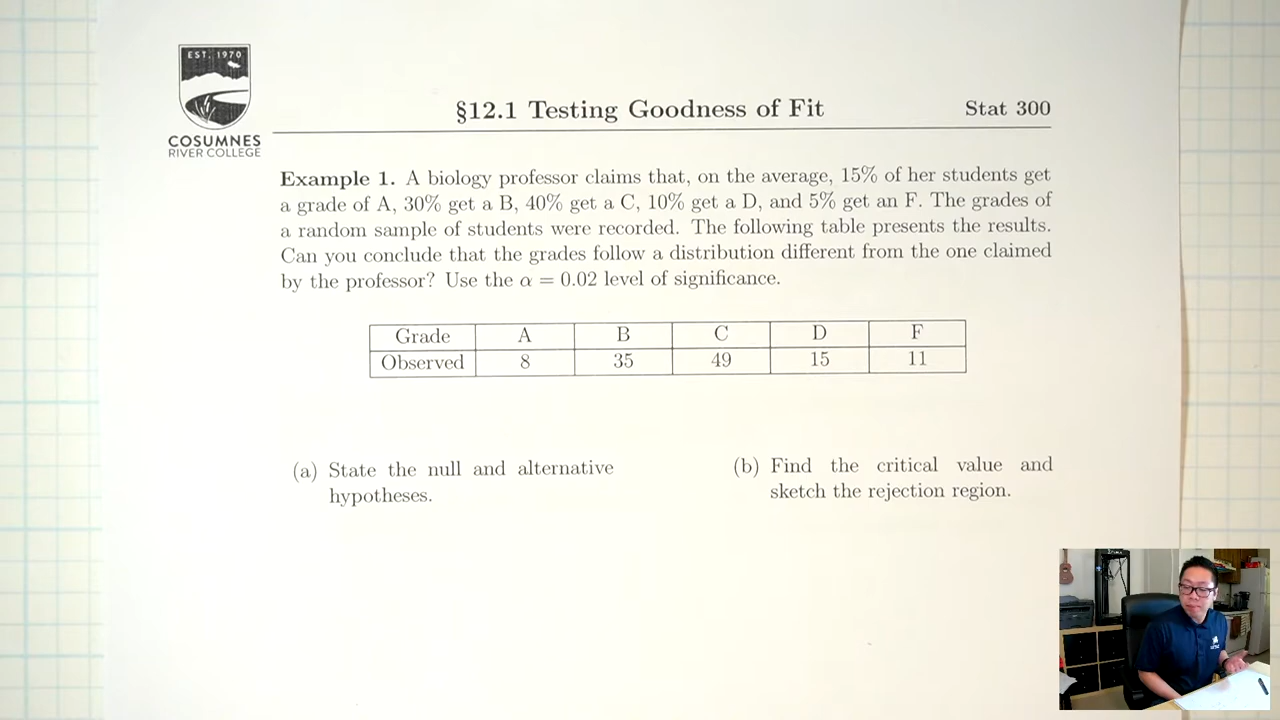 EST. 1970
COSUMNES
RIVER COLLEGE
§12.1 Testing Goodness of Fit
Stat 300
Example 1. A biology professor claims that, on the average, 15% of her students get
a grade of A, 30% get a B, 40% get a C, 10% get a D, and 5% get an F. The grades of
a random sample of students were recorded. The following table presents the results.
Can you conclude that the grades follow a distribution different from the one claimed
by the professor? Use the α = 0.02 level of significance.
Grade A B C D F
Observed 8 35 49 15 11
(a) State the null and alternative
hypotheses.
(b) Find the critical value and
sketch the rejection region.